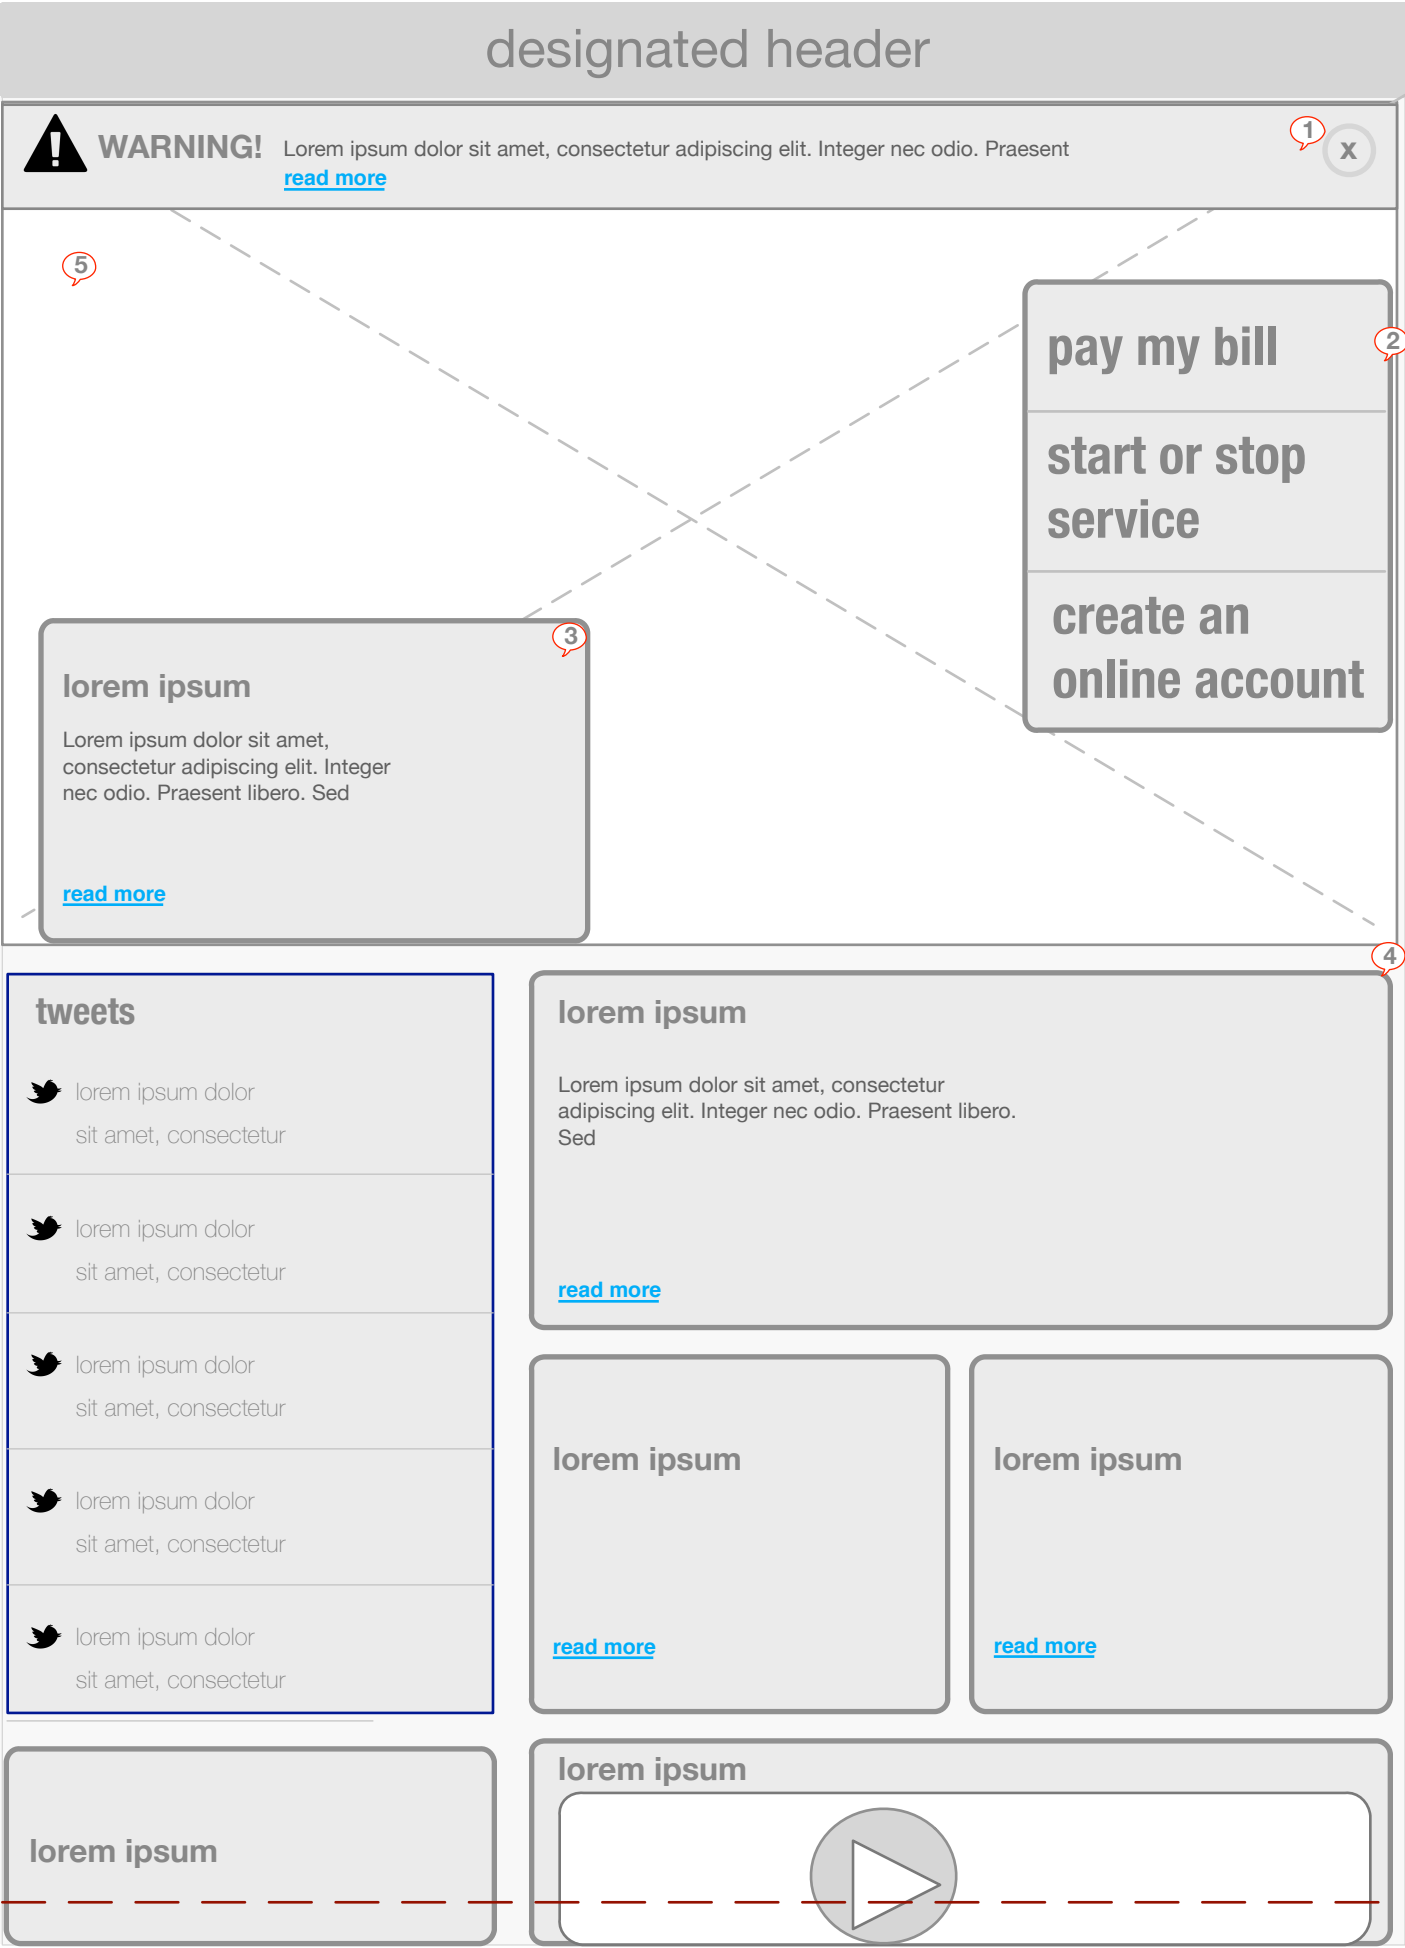 designated header
WARNING!
Lorem ipsum dolor sit amet, consectetur adipiscing elit. Integer nec odio. Praesent
read more
1
x
5
pay my bill
2
start or stop
service
create an
online account
3
lorem ipsum
Lorem ipsum dolor sit amet,
consectetur adipiscing elit. Integer
nec odio. Praesent libero. Sed
read more
4
tweets
lorem ipsum dolor
sit amet, consectetur
lorem ipsum dolor
sit amet, consectetur
lorem ipsum dolor
sit amet, consectetur
lorem ipsum dolor
sit amet, consectetur
lorem ipsum dolor
sit amet, consectetur
lorem ipsum
Lorem ipsum dolor sit amet, consectetur
adipiscing elit. Integer nec odio. Praesent libero.
Sed
read more
lorem ipsum
read more
lorem ipsum
read more
lorem ipsum
lorem ipsum